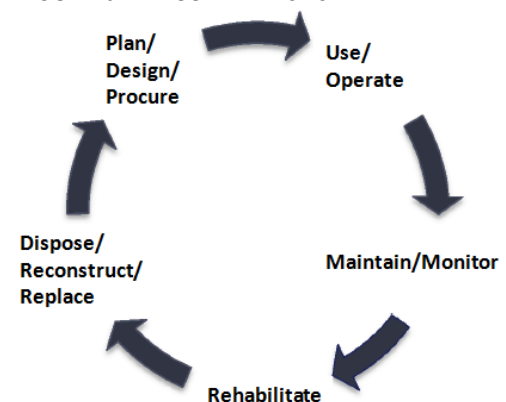 Plan/
Design/
Procure
Use/
Operate
Maintain/Monitor
Rehabilitate
Dispose/
Reconstruct/
Replace